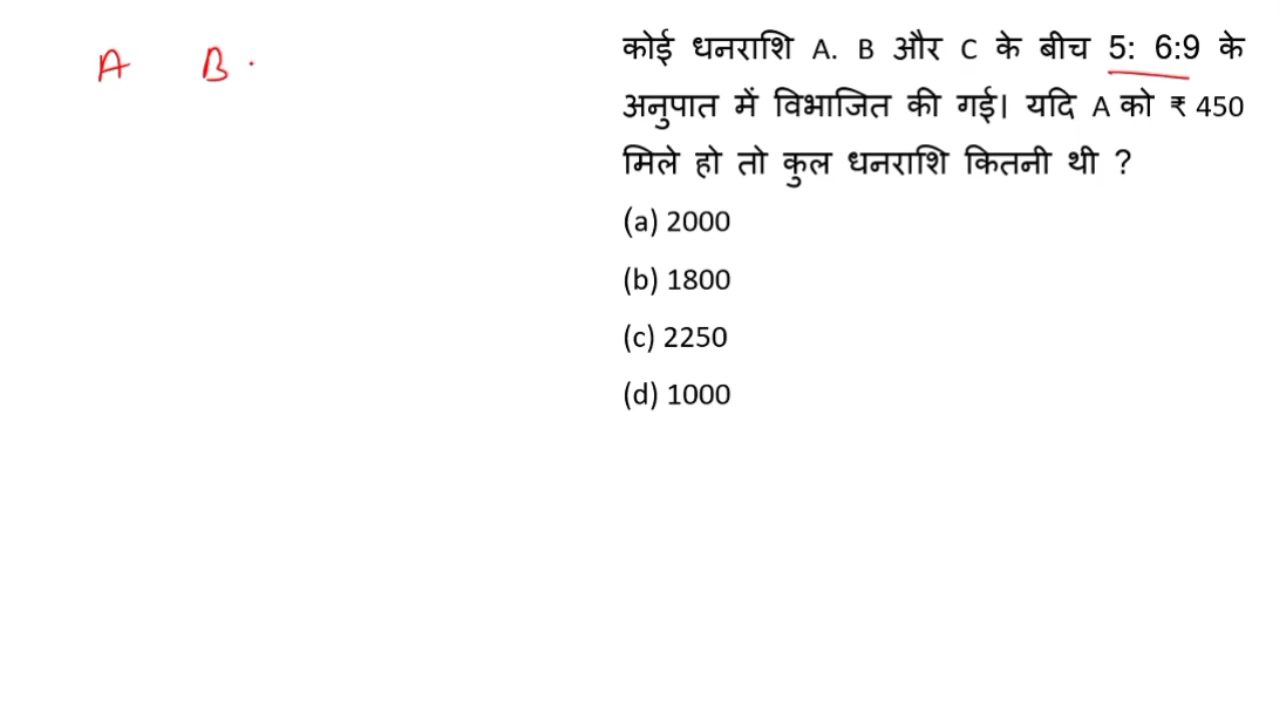 A B .
कोई धनराशि A. B और C के बीच 5: 6:9 के
अनुपात में विभाजित की गई। यदि A को ₹ 450
मिले हो तो कुल धनराशि कितनी थी ?
(a) 2000
(b) 1800
(c) 2250
(d) 1000